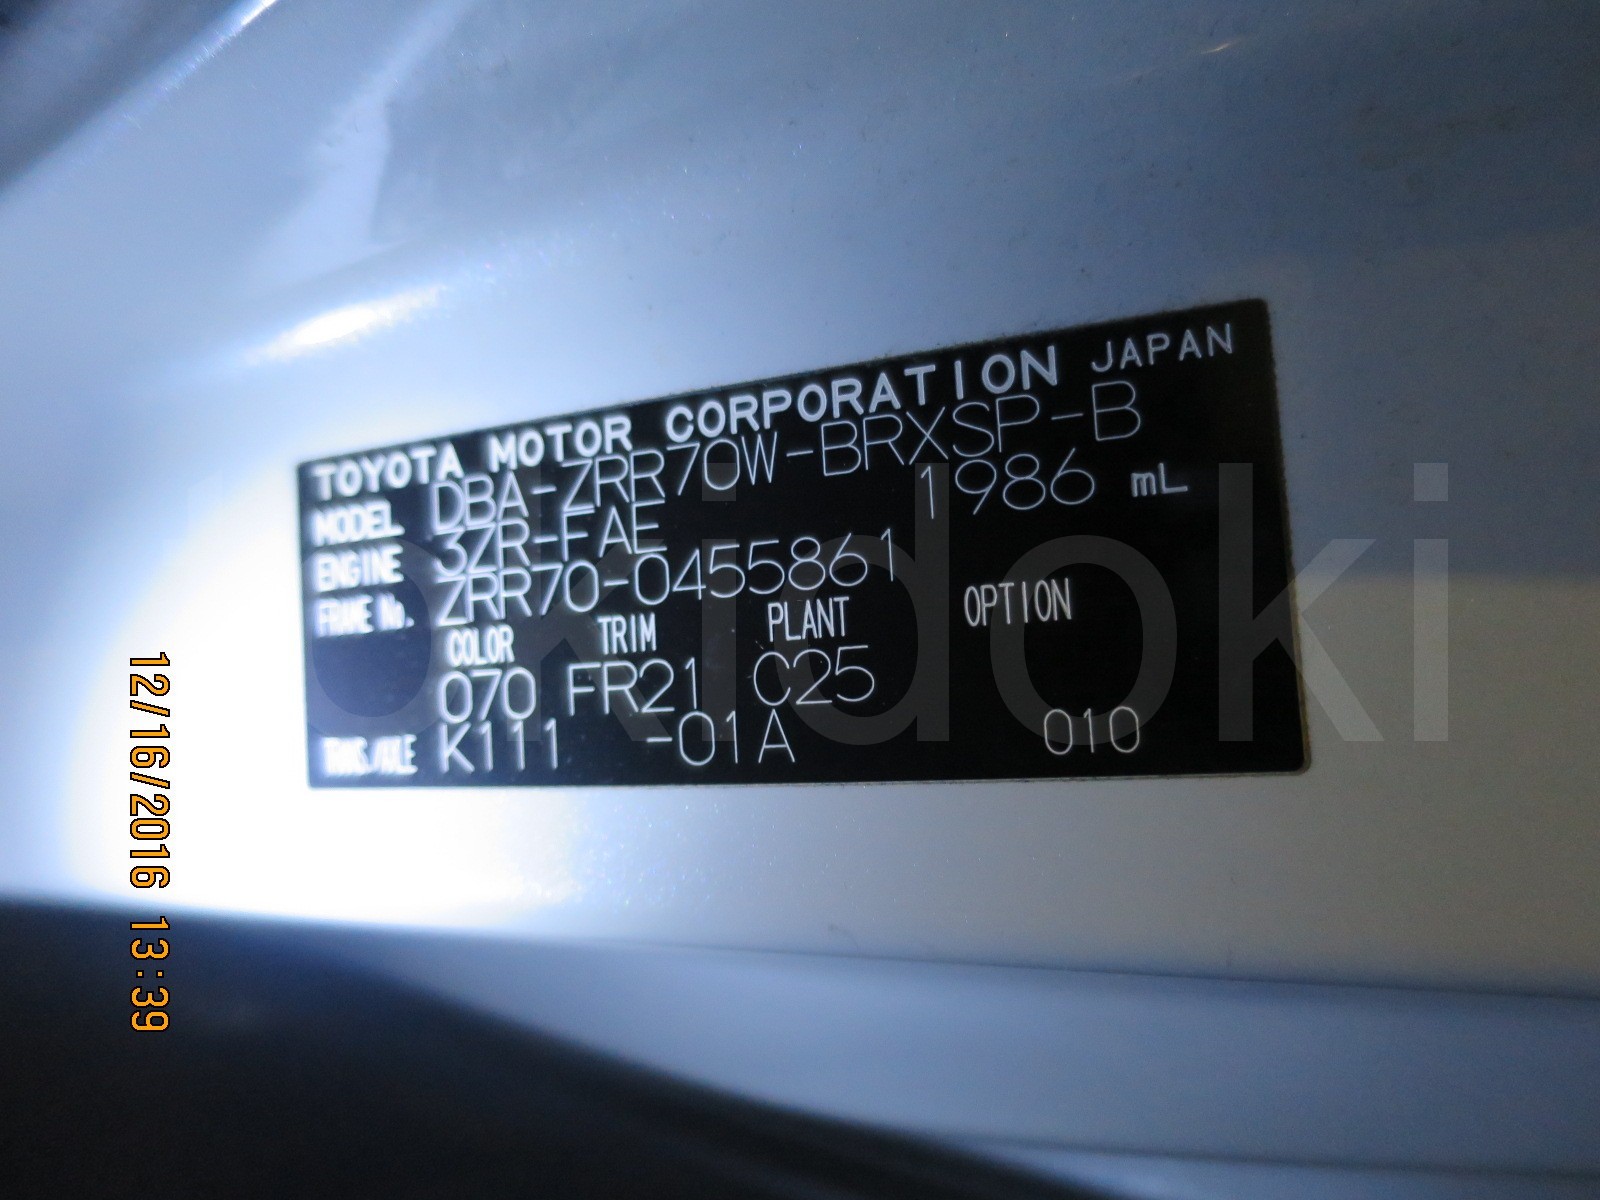 TOYOTA MOTOR CORPORATION JAPAN
MODEL DBA-ZRR70W-BRXSP-B
ENGINE 3ZR-FAE 1986 mL
FRAME No. ZRR70-0455861
COLOR TRIM PLANT OPTION
070 FR21 C25
TRANS./AXLE K111 -01A 010
12/16/2016 13:39
tokidoki